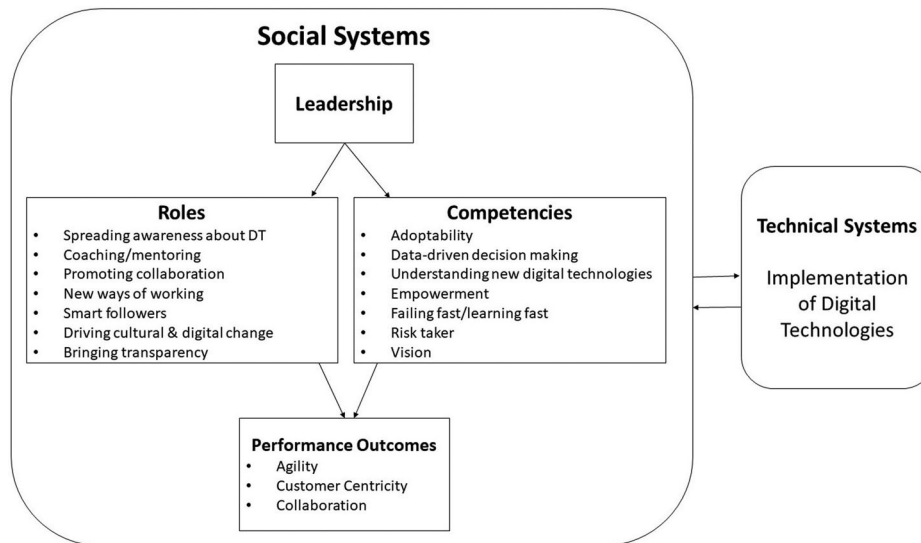 Social Systems
Leadership
Roles
• Spreading awareness about DT
• Coaching/mentoring
• Promoting collaboration
• New ways of working
• Smart followers
• Driving cultural & digital change
• Bringing transparency
Competencies
• Adoptability
• Data-driven decision making
• Understanding new digital technologies
• Empowerment
• Failing fast/learning fast
• Risk taker
• Vision
Performance Outcomes
• Agility
• Customer Centricity
• Collaboration
Technical Systems
Implementation
of Digital
Technologies